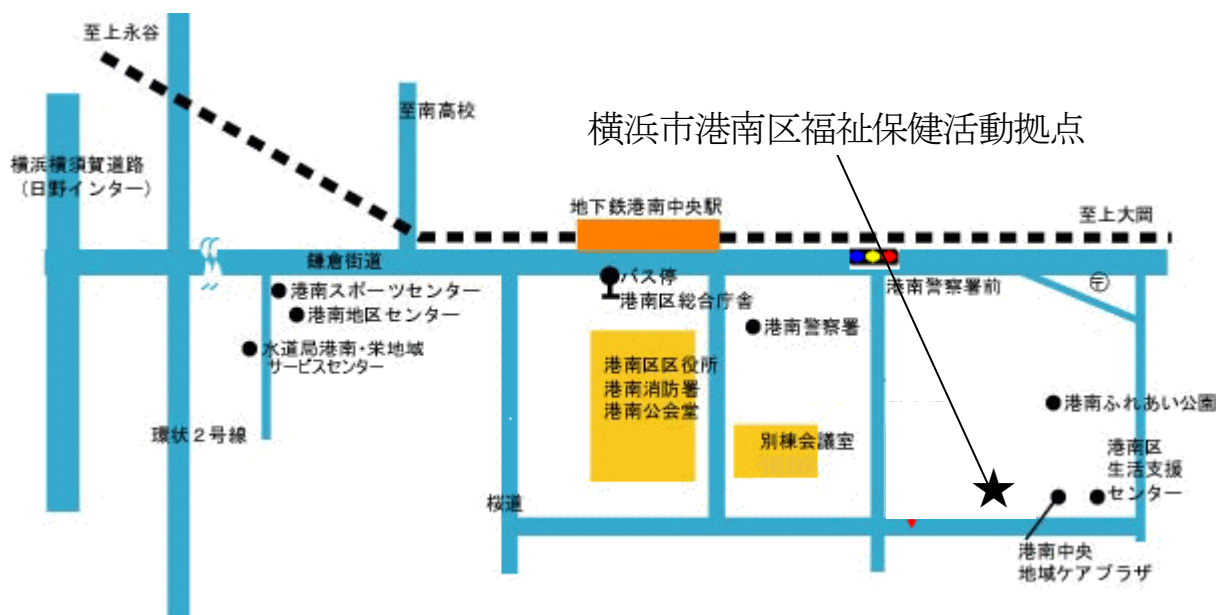 至上永谷
至南高校
横浜市港南区福祉保健活動拠点
横浜横須賀道路
(日野インター)
地下鉄港南中央駅
至上大岡
鎌倉街道
港南スポーツセンター
港南地区センター
水道局港南・栄地域
サービスセンター
バス停
港南区総合庁舎
港南警察署前
〒
港南警察署
港南区区役所
港南消防署
港南公会堂
港南ふれあい公園
環状2号線
別棟会議室
港南区
生活支援
センター
桜道
港南中央
地域ケアプラザ